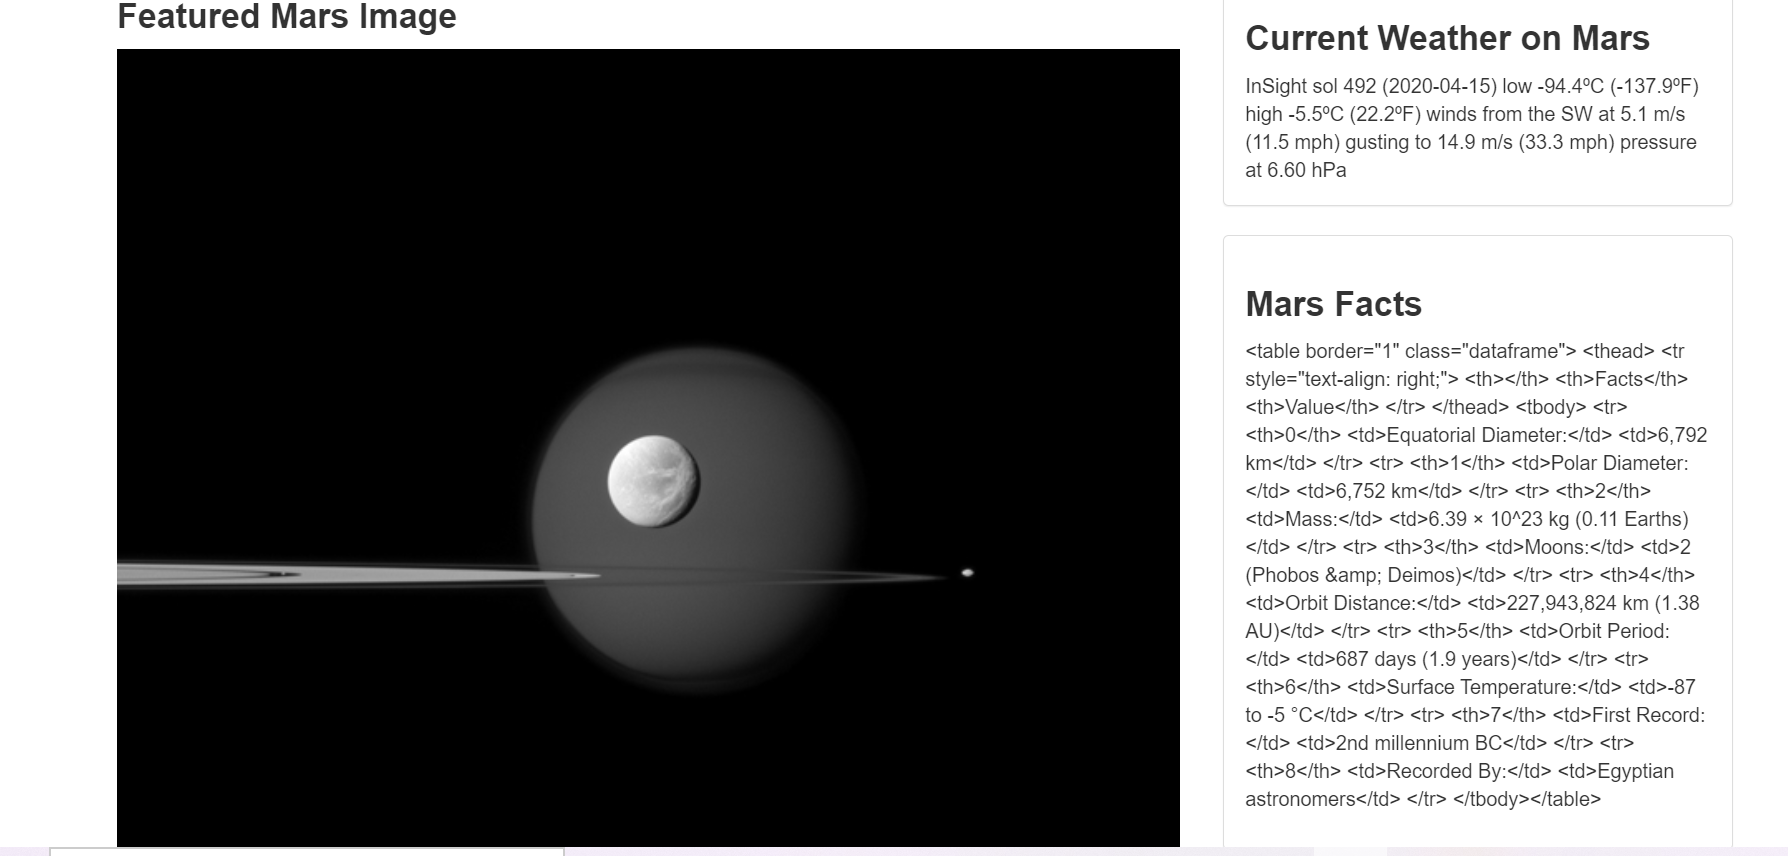 Featured Mars Image
Current Weather on Mars
InSight sol 492 (2020-04-15) low -94.4ºC (-137.9ºF)
high -5.5ºC (22.2ºF) winds from the SW at 5.1 m/s
(11.5 mph) gusting to 14.9 m/s (33.3 mph) pressure
at 6.60 hPa
Mars Facts
<table border="1" class="dataframe"> <thead> <tr
style="text-align: right;"> <th></th> <th>Facts</th>
<th>Value</th> </tr> </thead> <tbody> <tr>
<th>0</th> <td>Equatorial Diameter:</td> <td>6,792
km</td> </tr> <tr> <th>1</th> <td>Polar Diameter:
</td> <td>6,752 km</td> </tr> <tr> <th>2</th>
<td>Mass:</td> <td>6.39 × 10^23 kg (0.11 Earths)
</td> </tr> <tr> <th>3</th> <td>Moons:</td> <td>2
(Phobos &amp; Deimos)</td> </tr> <tr> <th>4</th>
<td>Orbit Distance:</td> <td>227,943,824 km (1.38
AU)</td> </tr> <tr> <th>5</th> <td>Orbit Period:
</td> <td>687 days (1.9 years)</td> </tr> <tr>
<th>6</th> <td>Surface Temperature:</td> <td>-87
to -5 °C</td> </tr> <tr> <th>7</th> <td>First Record:
</td> <td>2nd millennium BC</td> </tr> <tr>
<th>8</th> <td>Recorded By:</td> <td>Egyptian
astronomers</td> </tr> </tbody></table>